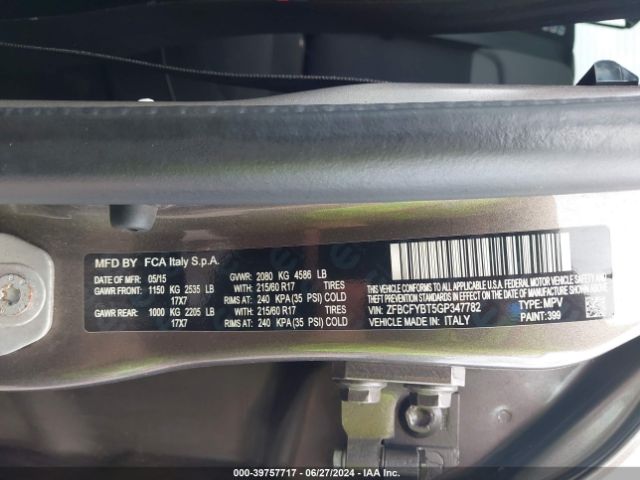 MFD BY FCA Italy S.p.A.
DATE OF MFR: 05/15 GVWR: 2080 KG 4586 LB
GAWR FRONT: 1150 KG 2535 LB WITH: 215/60 R17 TIRES
17X7 RIMS AT: 240 KPA (35 PSI) COLD
GAWR REAR: 1000 KG 2205 LB WITH: 215/60 R17 TIRES
17X7 RIMS AT: 240 KPA (35 PSI) COLD
THIS VEHICLE CONFORMS TO ALL APPLICABLE U.S.A. FEDERAL MOTOR VEHICLE
SAFETY, BUMPER, AND THEFT PREVENTION STANDARDS IN
EFFECT ON THE DATE OF MANUFACTURE SHOWN ABOVE.
VIN: ZFBCFYBT5GP347782 TYPE: MPV
VEHICLE MADE IN: ITALY PAINT: 399
000-39757717 - 06/27/2024 - IAA Inc.